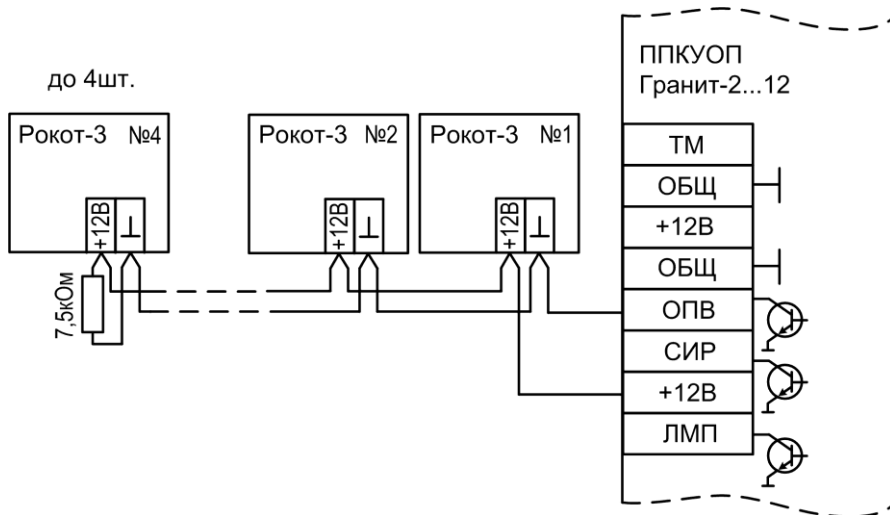 до 4шт.
Рокот-3 №4
+12В ⊥
7,5кОм
Рокот-3 №2
+12В ⊥
Рокот-3 №1
+12В ⊥
ППКУОП
Гранит-2...12
ТМ
ОБЩ
+12В
ОБЩ
ОПВ
СИР
+12В
ЛМП